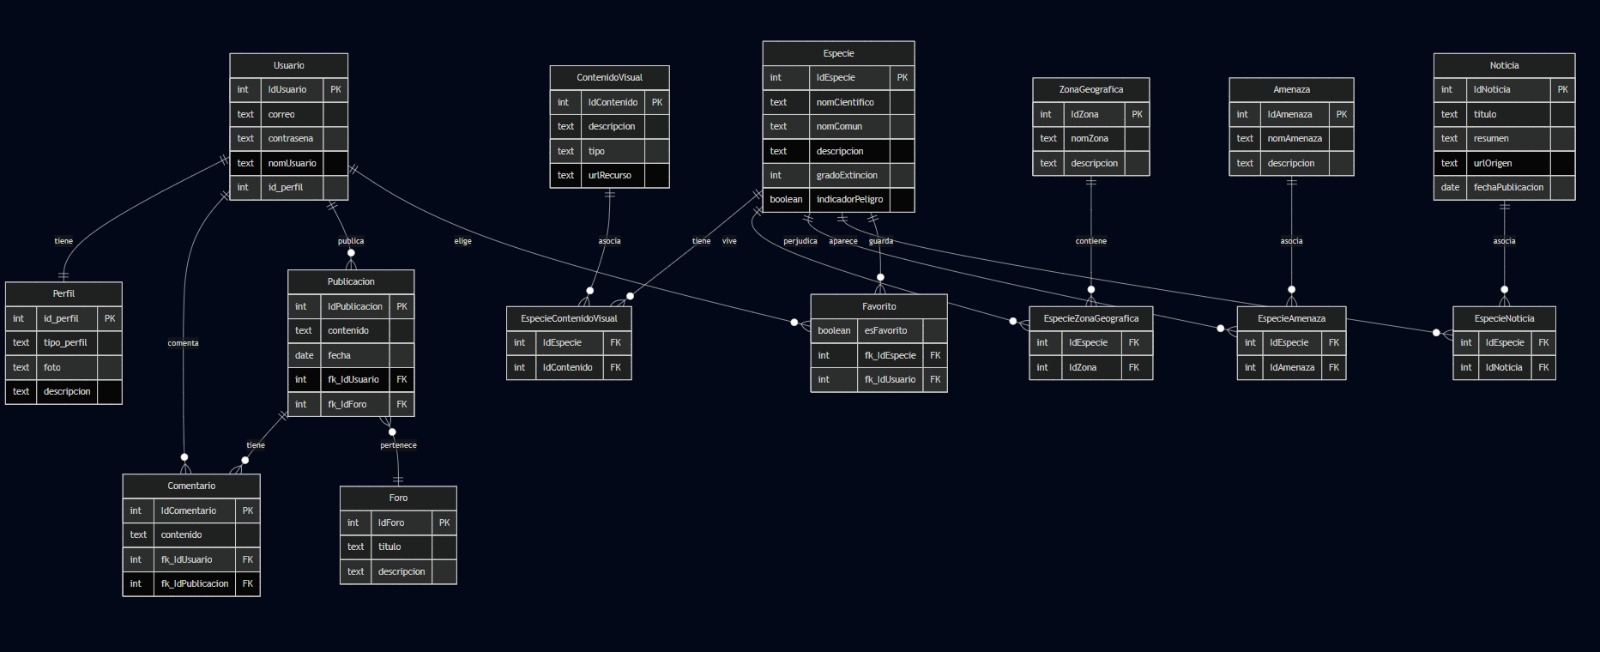 Usuario
int IdUsuario PK
text correo
text contrasena
text nomUsuario
int id_perfil
ContenidoVisual
int IdContenido PK
text descripcion
text tipo
text urlRecurso
Especie
int IdEspecie PK
text nomCientifico
text nomComun
text descripcion
int gradoExtincion
boolean indicadorPeligro
ZonaGeografica
int IdZona PK
text nomZona
text descripcion
Amenaza
int IdAmenaza PK
text nomAmenaza
text descripcion
Noticia
int IdNoticia PK
text titulo
text resumen
text urlOrigen
date fechaPublicacion
tiene
publica
elige
asocia
tiene
vive
perjudica
aparece
guarda
contiene
asocia
asocia
Perfil
int id_perfil PK
text tipo_perfil
text foto
text descripcion
comenta
Publicacion
int IdPublicacion PK
text contenido
date fecha
int fk_IdUsuario FK
int fk_IdForo FK
EspecieContenidoVisual
int IdEspecie FK
int IdContenido FK
Favorito
boolean esFavorito
int fk_IdEspecie FK
int fk_IdUsuario FK
EspecieZonaGeografica
int IdEspecie FK
int IdZona FK
EspecieAmenaza
int IdEspecie FK
int IdAmenaza FK
EspecieNoticia
int IdEspecie FK
int IdNoticia FK
tiene
pertenece
Comentario
int IdComentario PK
text contenido
int fk_IdUsuario FK
int fk_IdPublicacion FK
Foro
int IdForo PK
text titulo
text descripcion